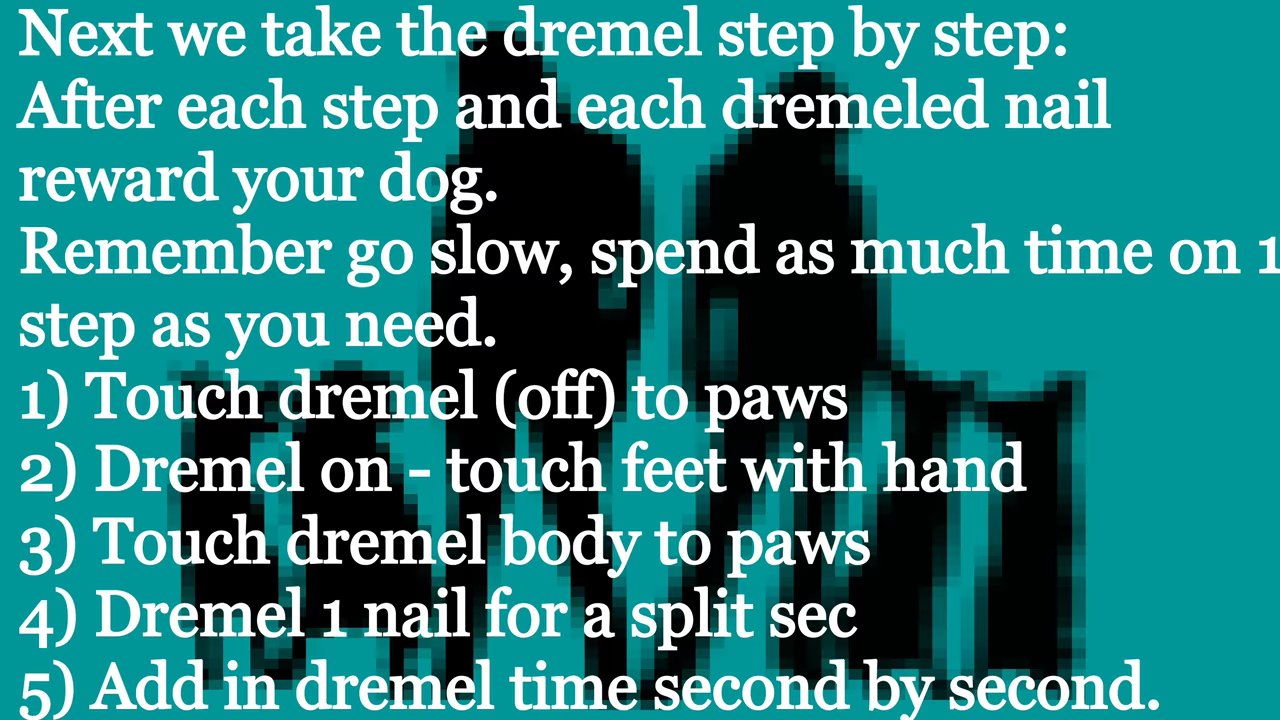 Next we take the dremel step by step:
After each step and each dremeled nail
reward your dog.
Remember go slow, spend as much time on 1
step as you need.
1) Touch dremel (off) to paws
2) Dremel on - touch feet with hand
3) Touch dremel body to paws
4) Dremel 1 nail for a split sec
5) Add in dremel time second by second.